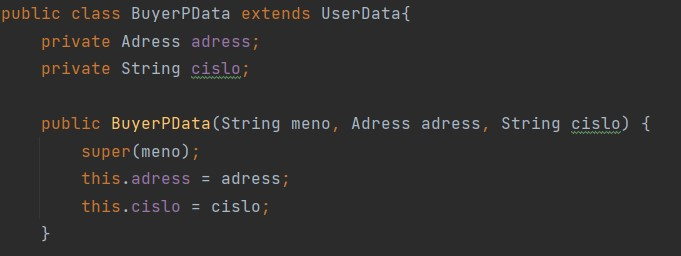 public class BuyerPData extends UserData{
private Adress adress;
private String cislo;
public BuyerPData(String meno, Adress adress, String cislo) {
super(meno);
this.adress = adress;
this.cislo = cislo;
}